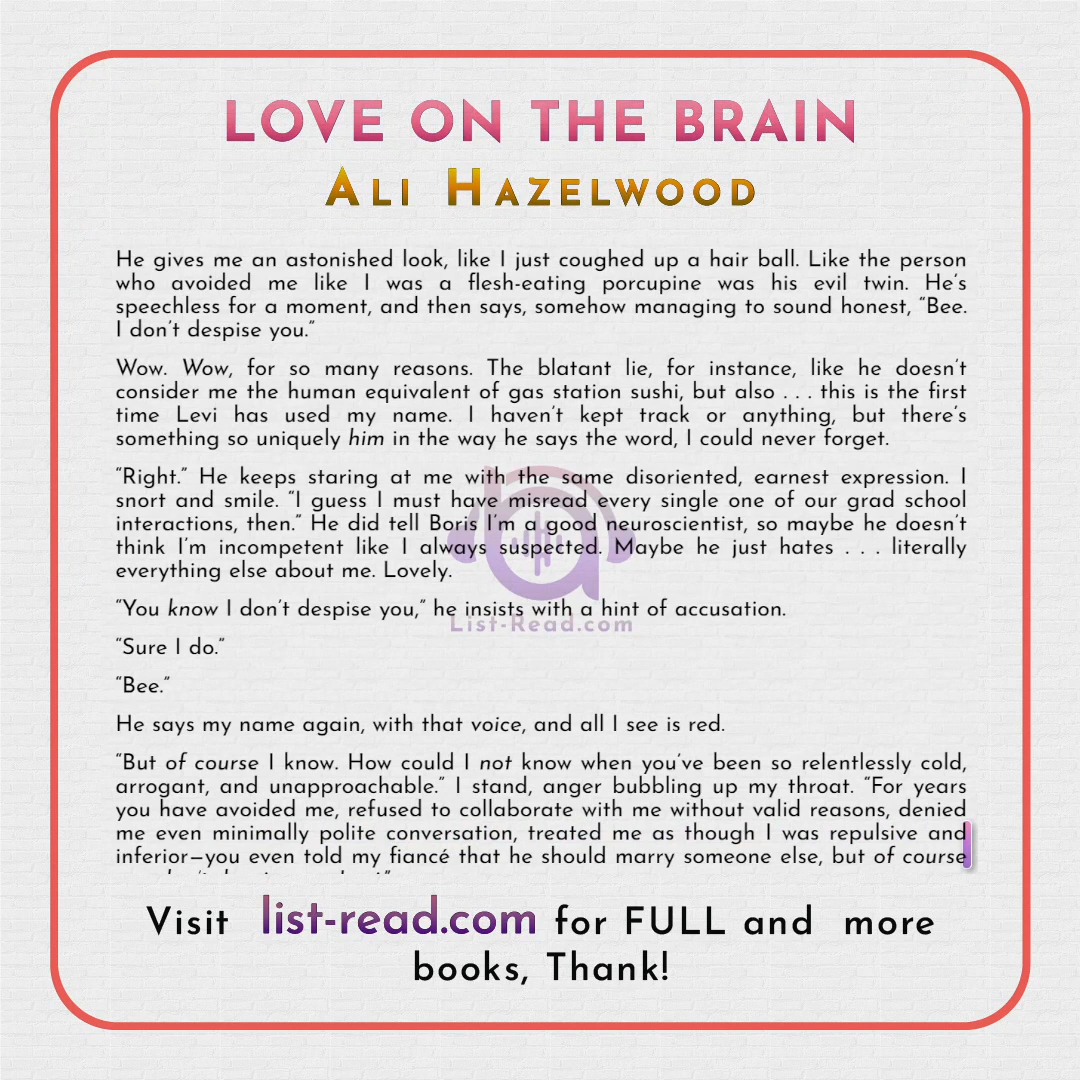 LOVE ON THE BRAIN
ALI HAZELWOOD
He gives me an astonished look, like I just coughed up a hair ball. Like the person
who avoided me like I was a flesh-eating porcupine was his evil twin. He's
speechless for a moment, and then says, somehow managing to sound honest, “Bee.
I don't despise you.”
Wow. Wow, for so many reasons. The blatant lie, for instance, like he doesn't
consider me the human equivalent of gas station sushi, but also . . . this is the first
time Levi has used my name. I haven't kept track or anything, but there's
something so uniquely him in the way he says the word, I could never forget.
“Right.” He keeps staring at me with the same disoriented, earnest expression. I
snort and smile. “I guess I must have misread every single one of our grad school
interactions, then.” He did tell Boris I'm a good neuroscientist, so maybe he doesn't
think I'm incompetent like I always suspected. Maybe he just hates . . . literally
everything else about me. Lovely.
“You know I don't despise you,” he insists with a hint of accusation.
List-Read.com
“Sure I do.”
“Bee.”
He says my name again, with that voice, and all I see is red.
“But of course I know. How could I not know when you've been so relentlessly cold,
arrogant, and unapproachable.” I stand, anger bubbling up my throat. “For years
you have avoided me, refused to collaborate with me without valid reasons, denied
me even minimally polite conversation, treated me as though I was repulsive and
inferior—you even told my fiancé that he should marry someone else, but of course
Visit list-read.com for FULL and more
books, Thank!